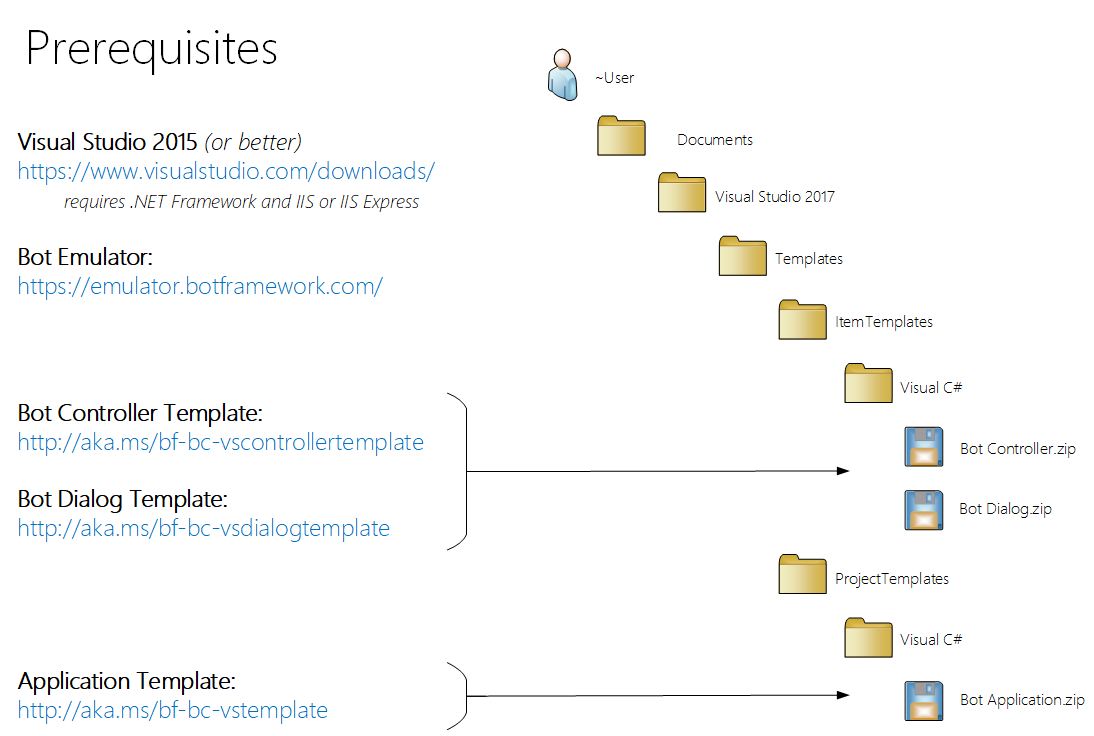 Prerequisites
Visual Studio 2015 (or better)
https://www.visualstudio.com/downloads/
requires .NET Framework and IIS or IIS Express
Bot Emulator:
https://emulator.botframework.com/
Bot Controller Template:
http://aka.ms/bf-bc-vscontrollertemplate
Bot Dialog Template:
http://aka.ms/bf-bc-vsdialogtemplate
Application Template:
http://aka.ms/bf-bc-vstemplate
~User
Documents
Visual Studio 2017
Templates
ItemTemplates
Visual C#
Bot Controller.zip
Bot Dialog.zip
ProjectTemplates
Visual C#
Bot Application.zip